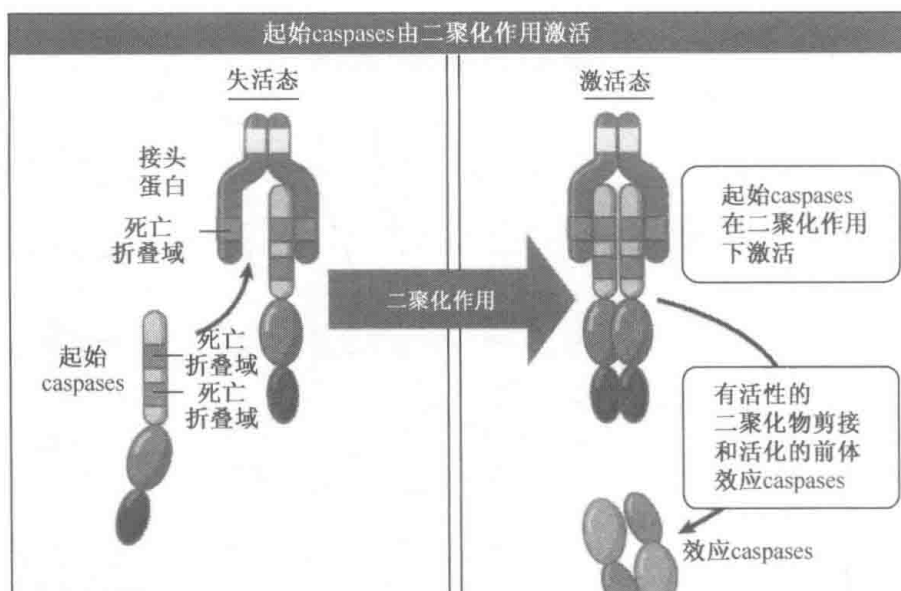 起始caspases由二聚化作用激活
失活态
接头
蛋白
死亡
折叠域
起始
caspases
死亡
折叠域
死亡
折叠域
二聚化作用
激活态
起始caspases
在二聚化作用
下激活
有活性的
二聚化物剪接
和活化的前体
效应caspases
效应caspases